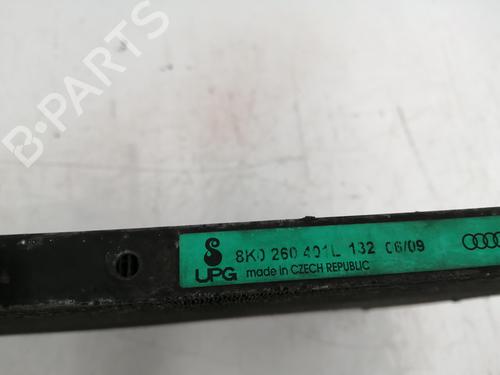 B-PARTS
8K0 260 401L 132 06/09
UPG made in CZECH REPUBLIC